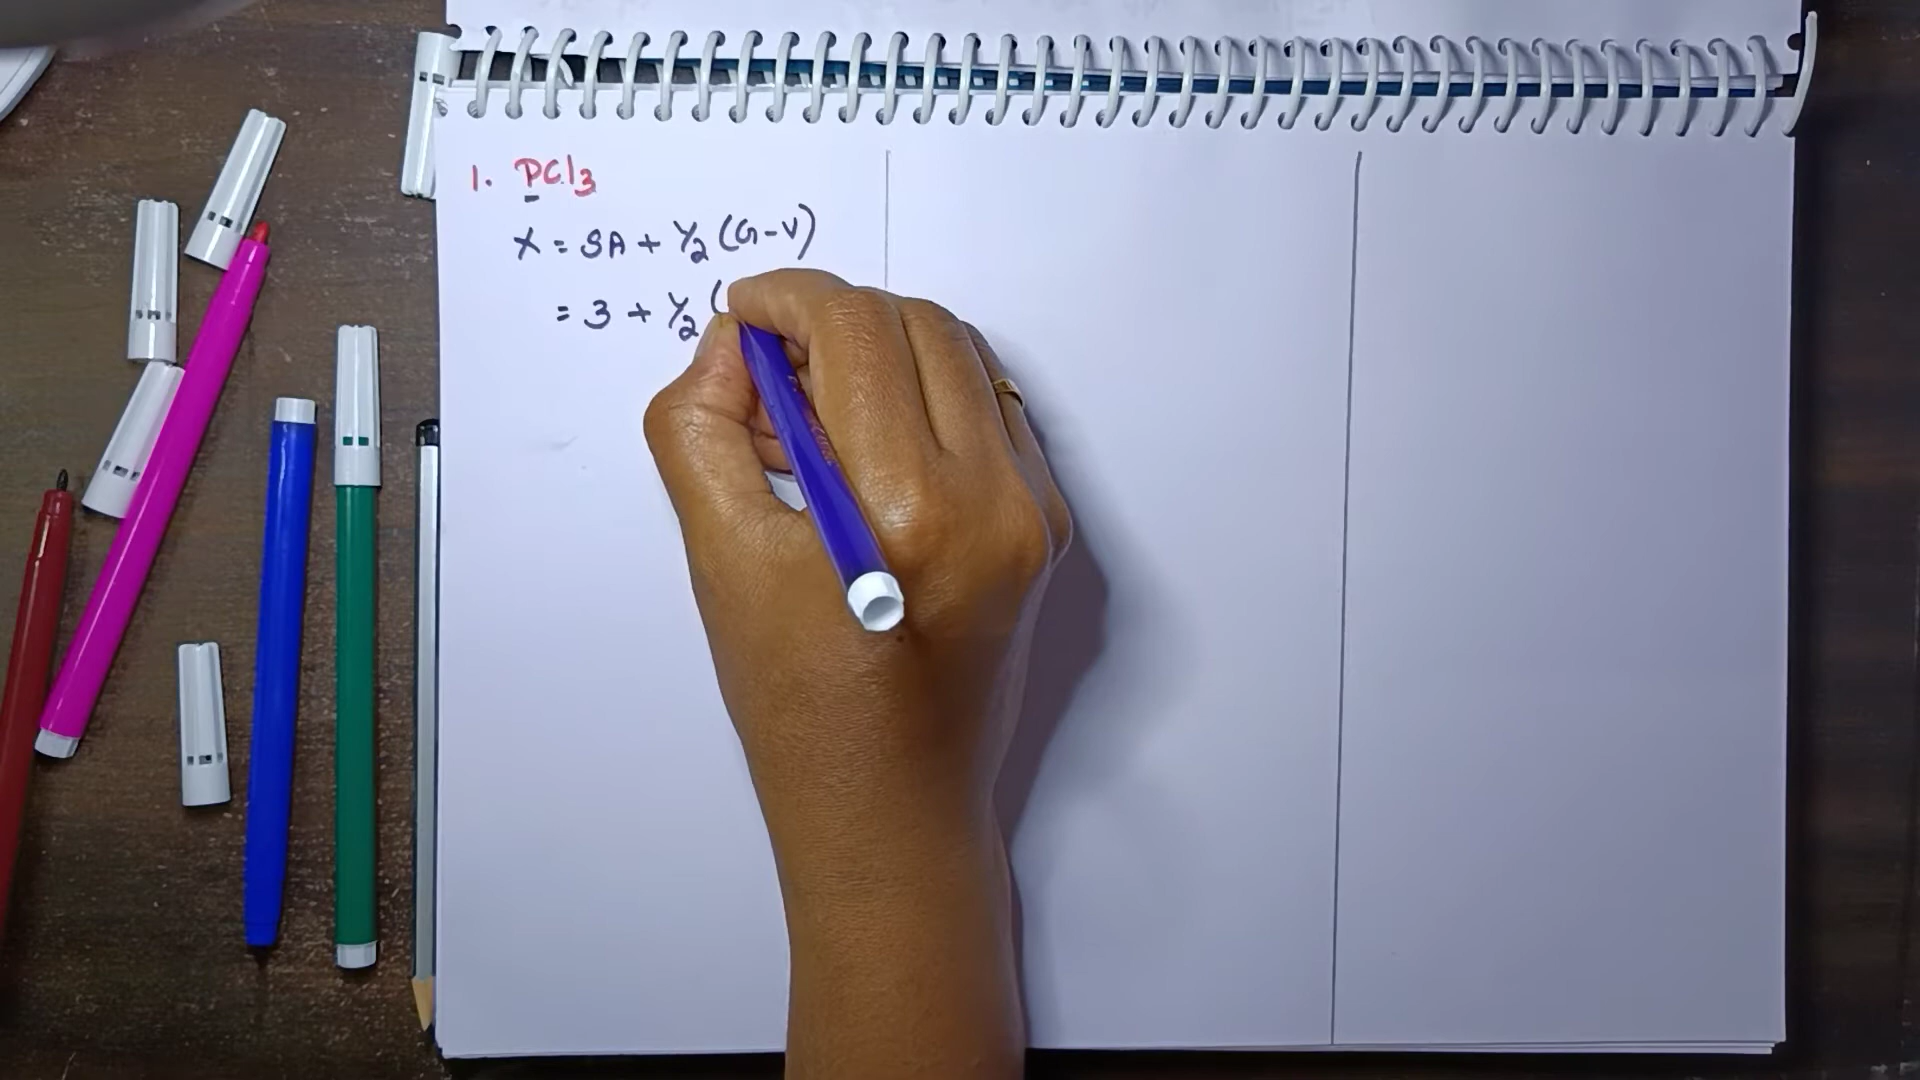 1. PCl3
X = SA + 1/2 (G-V)
= 3 + 1/2 (